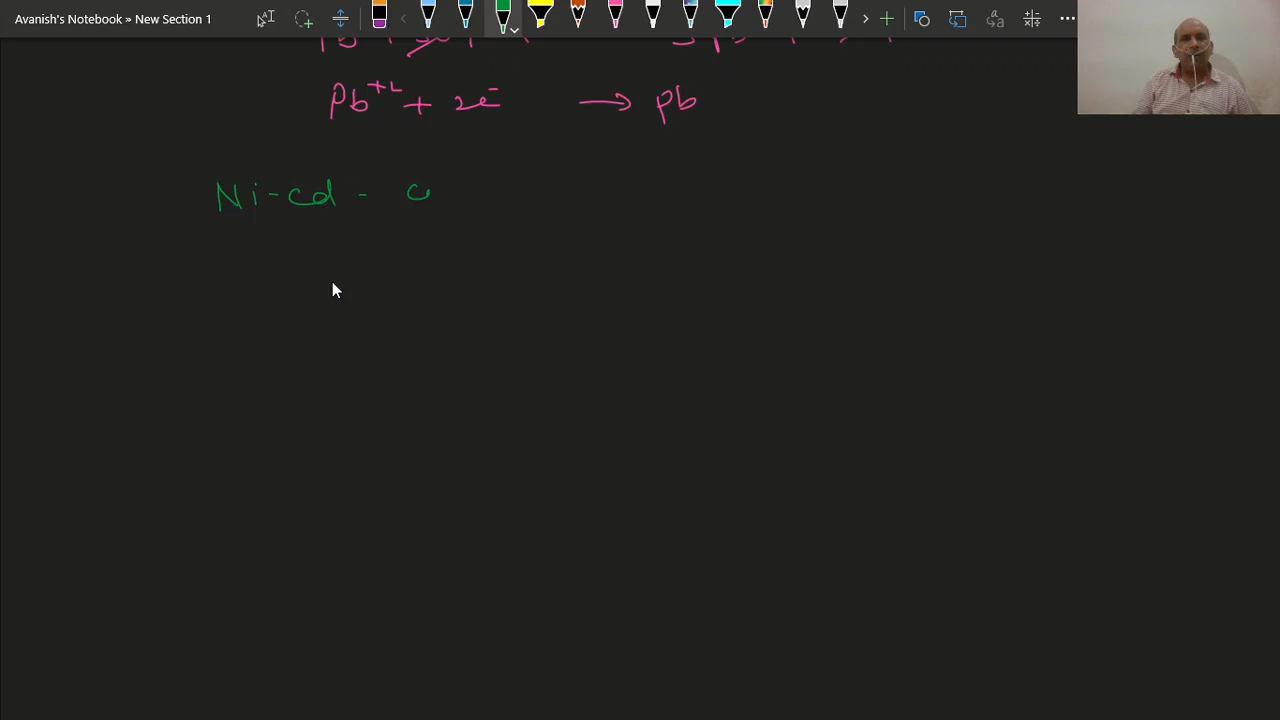 Avanish's Notebook » New Section 1
Pb⁺² + 2e⁻ → pb
Ni-cd - c